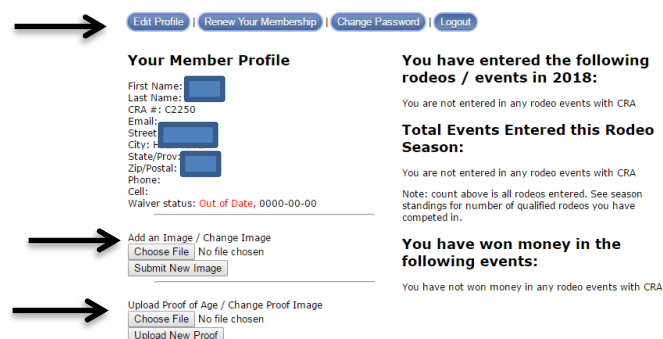 Edit Profile | Renew Your Membership | Change Password | Logout
Your Member Profile
First Name:
Last Name:
CRA #: C2250
Email:
Street
City: H
State/Prov:
Zip/Postal:
Phone:
Cell:
Waiver status: Out of Date, 0000-00-00
Add an Image / Change Image
Choose File No file chosen
Submit New Image
Upload Proof of Age / Change Proof Image
Choose File No file chosen
Upload New Proof
You have entered the following
rodeos / events in 2018:
You are not entered in any rodeo events with CRA
Total Events Entered this Rodeo
Season:
You are not entered in any rodeo events with CRA
Note: count above is all rodeos entered. See season
standings for number of qualified rodeos you have
competed in.
You have won money in the
following events:
You have not won money in any rodeo events with CRA